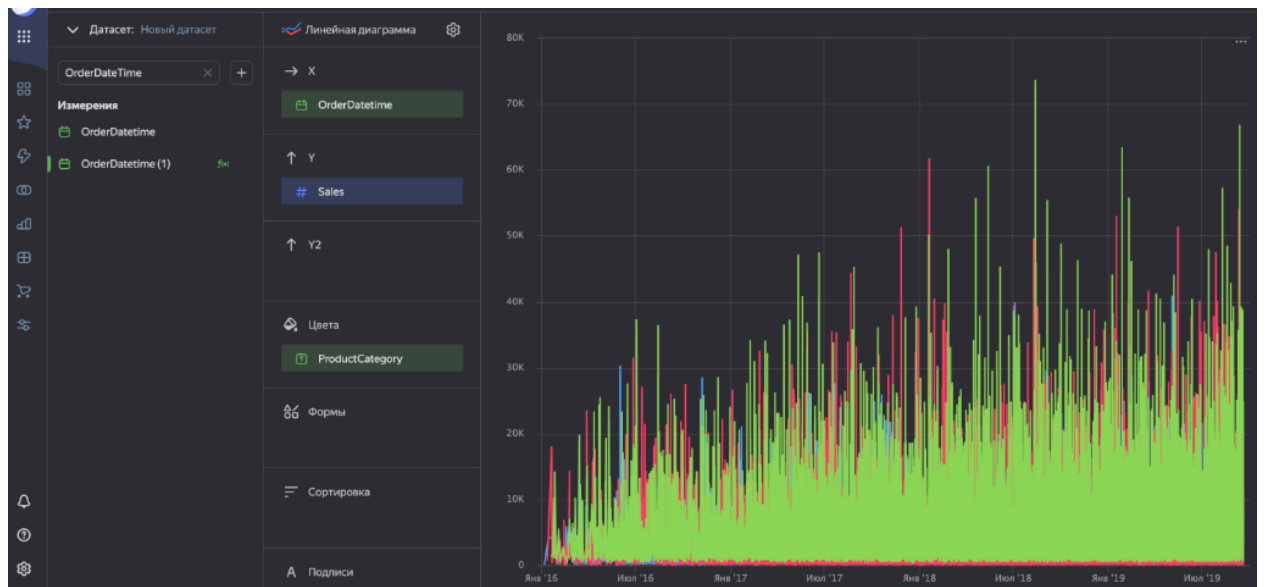 Датасет: Новый датасет
OrderDateTime
Измерения
OrderDatetime
OrderDatetime (1)
Линейная диаграмма
X
OrderDatetime
Y
# Sales
Y2
Цвета
ProductCategory
Формы
Сортировка
A Подписи
80K
70K
60K
50K
40K
30K
20K
10K
0
Янв '16
Июл '16
Янв '17
Июл '17
Янв '18
Июл '18
Янв '19
Июл '19